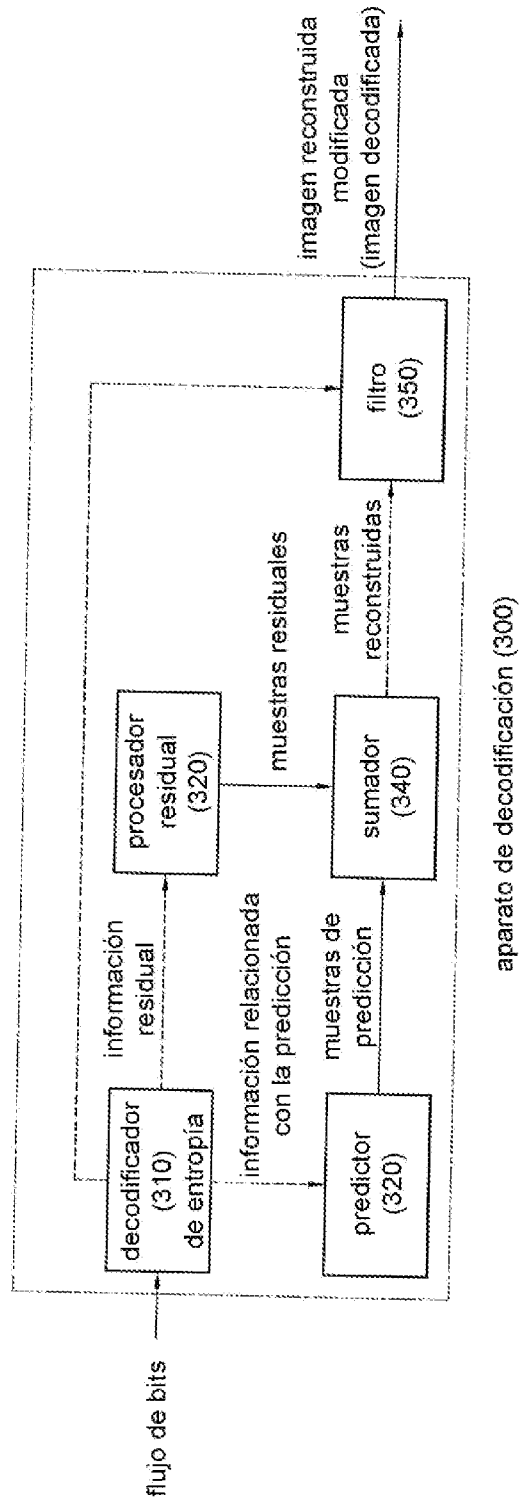 flujo de bits
decodificador
(310)
de entropía
información
residual
procesador
residual
(320)
información relacionada
con la predicción
muestras residuales
predictor
(320)
muestras de
predicción
sumador
(340)
muestras
reconstruidas
filtro
(350)
imagen reconstruida
modificada
(imagen decodificada)
aparato de decodificación (300)